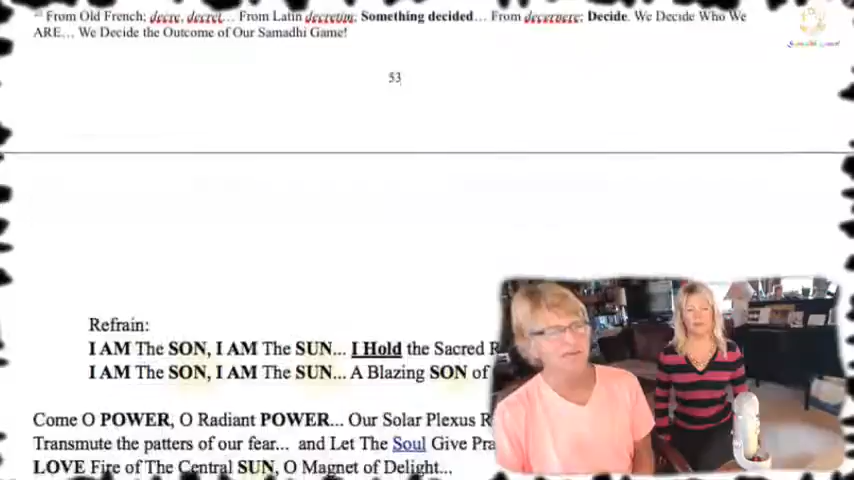 From Old French; decre, decret... From Latin decretum; Something decided... From decernere; Decide. We Decide Who We
ARE... We Decide the Outcome of Our Samadhi Game!
53
Refrain:
I AM The SON, I AM The SUN... I Hold the Sacred
I AM The SON, I AM The SUN... A Blazing SON of
Come O POWER, O Radiant POWER... Our Solar Plexus
Transmute the patters of our fear... and Let The Soul Give
LOVE Fire of The Central SUN, O Magnet of Delight...